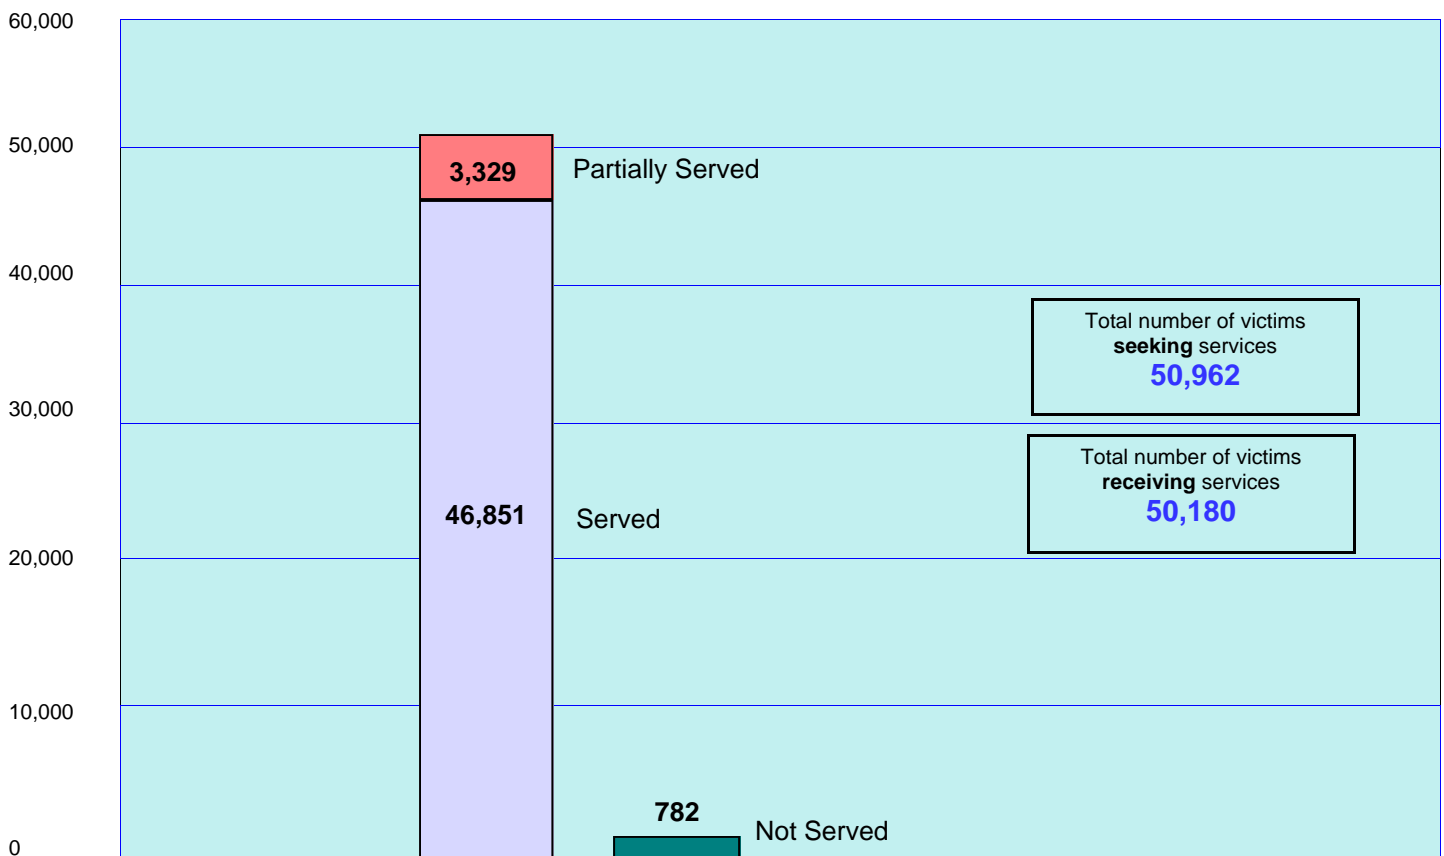 60,000
50,000
3,329 Partially Served
40,000
Total number of victims
seeking services
50,962
30,000
Total number of victims
receiving services
50,180
46,851 Served
20,000
10,000
782
Not Served
0